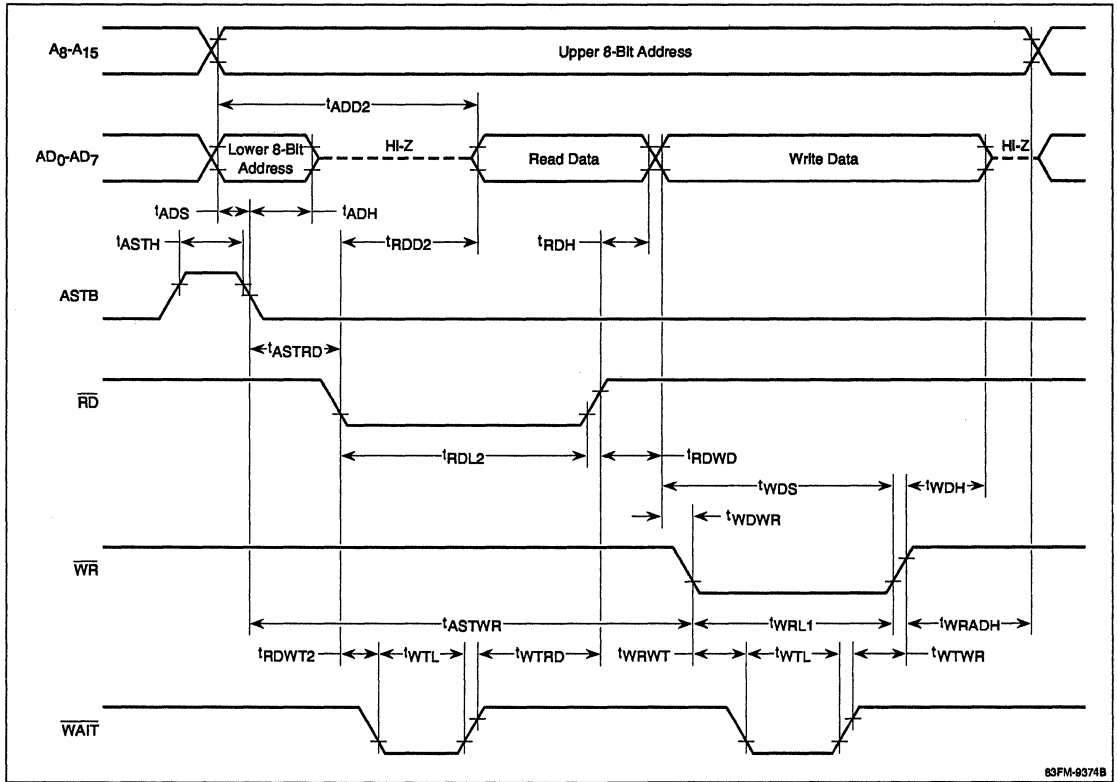 A8-A15 Upper 8-Bit Address
tADD2
AD0-AD7 Lower 8-Bit Address HI-Z Read Data Write Data HI-Z
tADS tADH
tASTH tRDD2 tRDH
ASTB
tASTRD
RD
tRDL2 tRDWD
tWDS tWDH
tWDWR
WR
tASTWR tWRL1 tWRADH
tRDWT2 tWTL tWTRD tWRWT tWTL tWTWR
WAIT
83FM-9374B